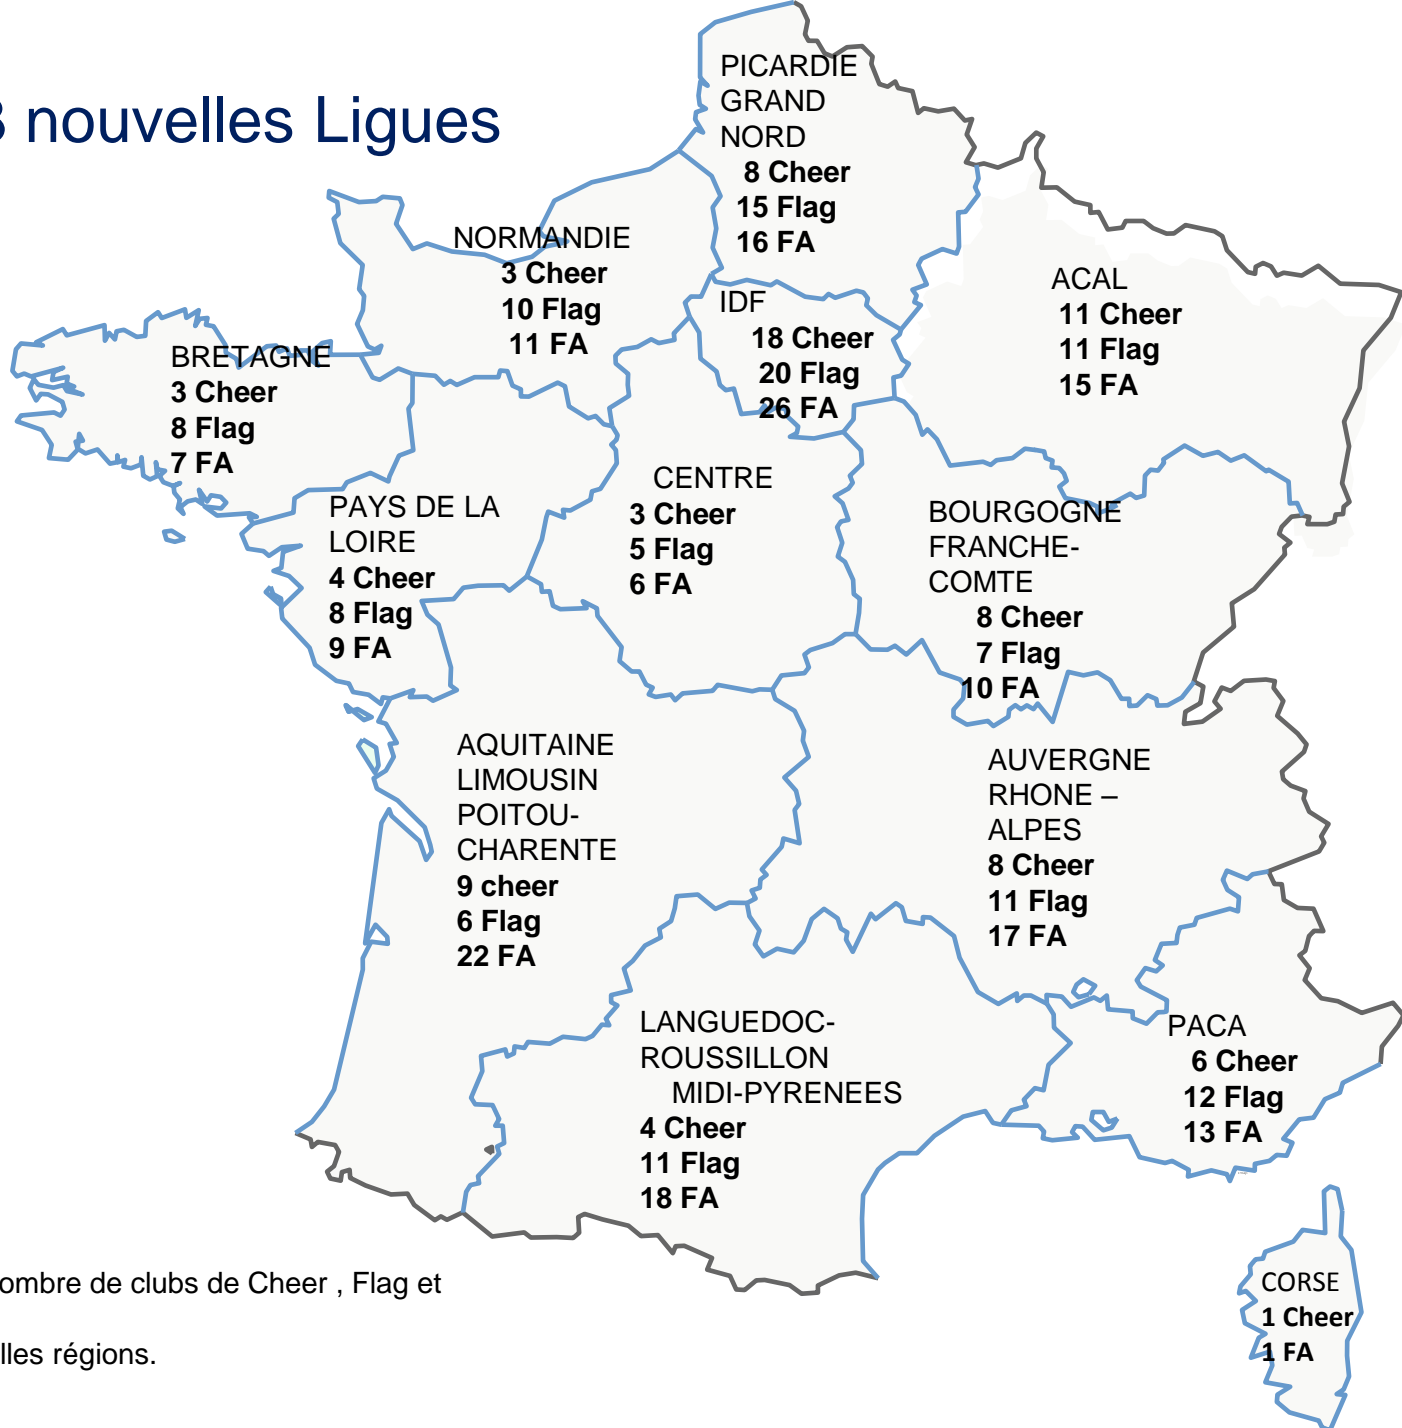 3 nouvelles Ligues
PICARDIE
GRAND
NORD
8 Cheer
15 Flag
16 FA
NORMANDIE
3 Cheer
10 Flag
11 FA
IDF
18 Cheer
20 Flag
26 FA
ACAL
11 Cheer
11 Flag
15 FA
BRETAGNE
3 Cheer
8 Flag
7 FA
CENTRE
3 Cheer
5 Flag
6 FA
PAYS DE LA
LOIRE
4 Cheer
8 Flag
9 FA
BOURGOGNE
FRANCHE-
COMTE
8 Cheer
7 Flag
10 FA
AQUITAINE
LIMOUSIN
POITOU-
CHARENTE
9 cheer
6 Flag
22 FA
AUVERGNE
RHONE –
ALPES
8 Cheer
11 Flag
17 FA
LANGUEDOC-
ROUSSILLON
MIDI-PYRENEES
4 Cheer
11 Flag
18 FA
PACA
6 Cheer
12 Flag
13 FA
CORSE
1 Cheer
1 FA
ombre de clubs de Cheer , Flag et
lles régions.